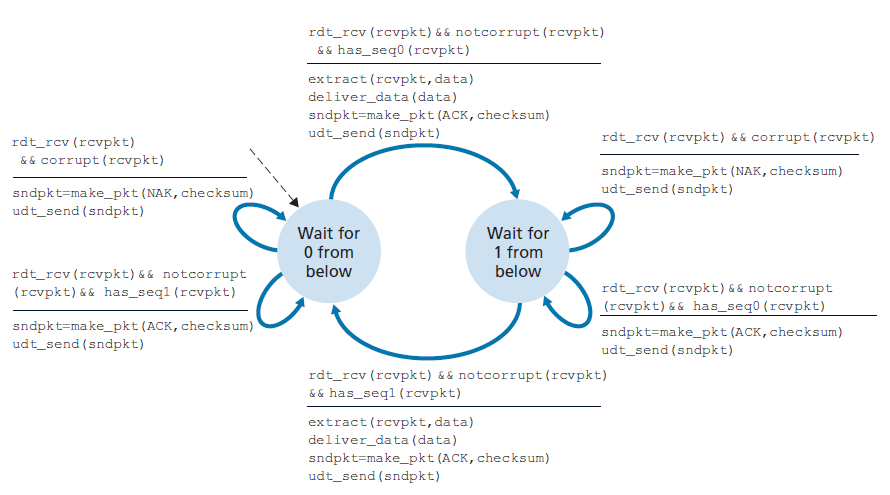 rdt_rcv(rcvpkt)&& notcorrupt(rcvpkt)
&& has_seq0(rcvpkt)
extract(rcvpkt,data)
deliver_data(data)
sndpkt=make_pkt(ACK,checksum)
udt_send(sndpkt)
rdt_rcv(rcvpkt)
&& corrupt(rcvpkt)
sndpkt=make_pkt(NAK,checksum)
udt_send(sndpkt)
rdt_rcv(rcvpkt) && corrupt(rcvpkt)
sndpkt=make_pkt(NAK,checksum)
udt_send(sndpkt)
Wait for
0 from
below
Wait for
1 from
below
rdt_rcv(rcvpkt)&& notcorrupt
(rcvpkt)&& has_seq1(rcvpkt)
sndpkt=make_pkt(ACK,checksum)
udt_send(sndpkt)
rdt_rcv(rcvpkt)&& notcorrupt
(rcvpkt)&& has_seq0(rcvpkt)
sndpkt=make_pkt(ACK,checksum)
udt_send(sndpkt)
rdt_rcv(rcvpkt) && notcorrupt(rcvpkt)
&& has_seq1(rcvpkt)
extract(rcvpkt,data)
deliver_data(data)
sndpkt=make_pkt(ACK,checksum)
udt_send(sndpkt)